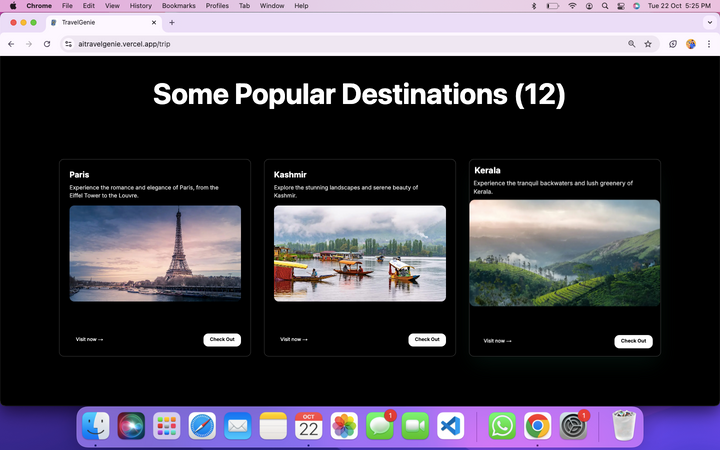 Chrome File Edit View History Bookmarks Profiles Tab Window Help Tue 22 Oct 5:25 PM
TravelGenie
aitravelgenie.vercel.app/trip
Some Popular Destinations (12)
Paris
Experience the romance and elegance of Paris, from the
Eiffel Tower to the Louvre.
Visit now → Check Out
Kashmir
Explore the stunning landscapes and serene beauty of
Kashmir.
Visit now → Check Out
Kerala
Experience the tranquil backwaters and lush greenery of
Kerala.
Visit now → Check Out
OCT
22
1
1